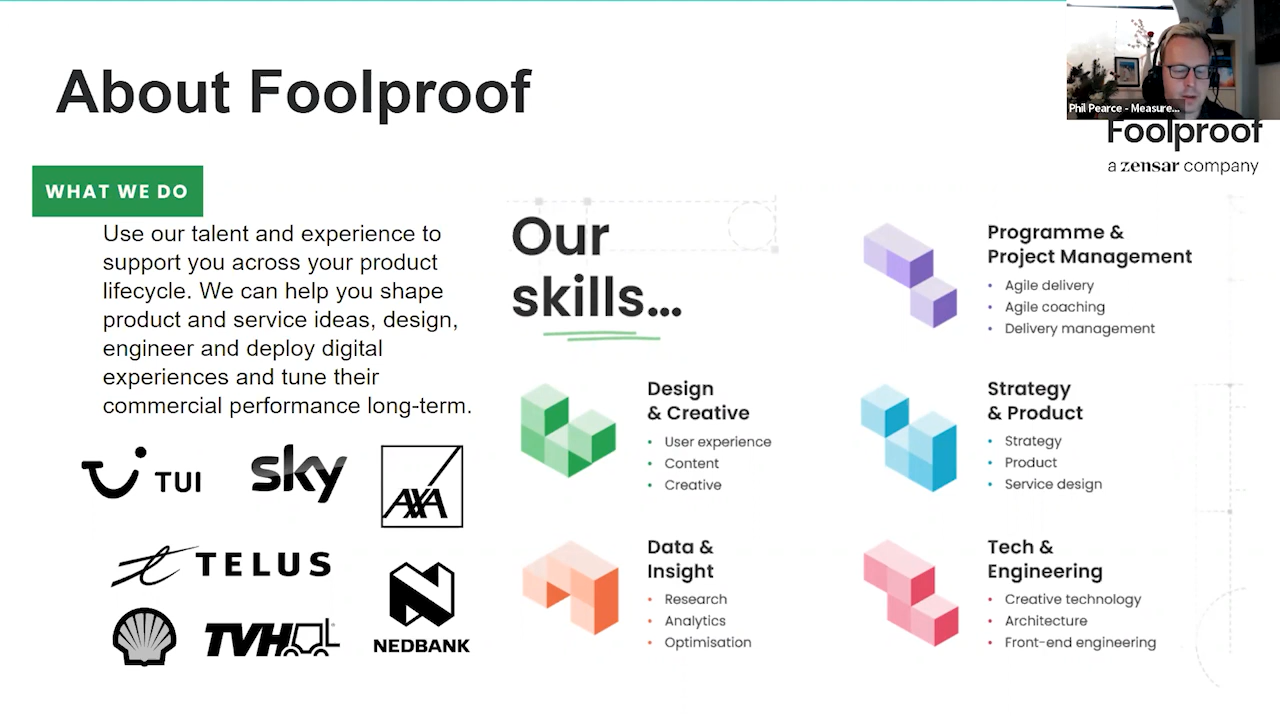 About Foolproof
Phil Pearce - Measure...
Foolproof
a zensar company
WHAT WE DO
Use our talent and experience to
support you across your product
lifecycle. We can help you shape
product and service ideas, design,
engineer and deploy digital
experiences and tune their
commercial performance long-term.
TUI
sky
AXA
TELUS
NEDBANK
TVH
Our
skills...
Programme &
Project Management
• Agile delivery
• Agile coaching
• Delivery management
Design
& Creative
• User experience
• Content
• Creative
Strategy
& Product
• Strategy
• Product
• Service design
Data &
Insight
• Research
• Analytics
• Optimisation
Tech &
Engineering
• Creative technology
• Architecture
• Front-end engineering